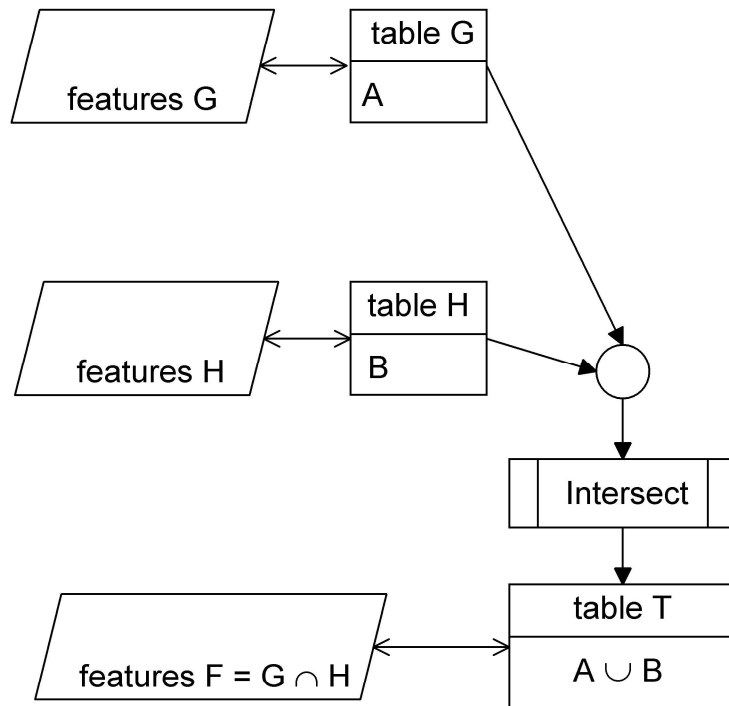 table G
features G
A
table H
features H
B
Intersect
table T
features F = G ∩ H
A ∪ B